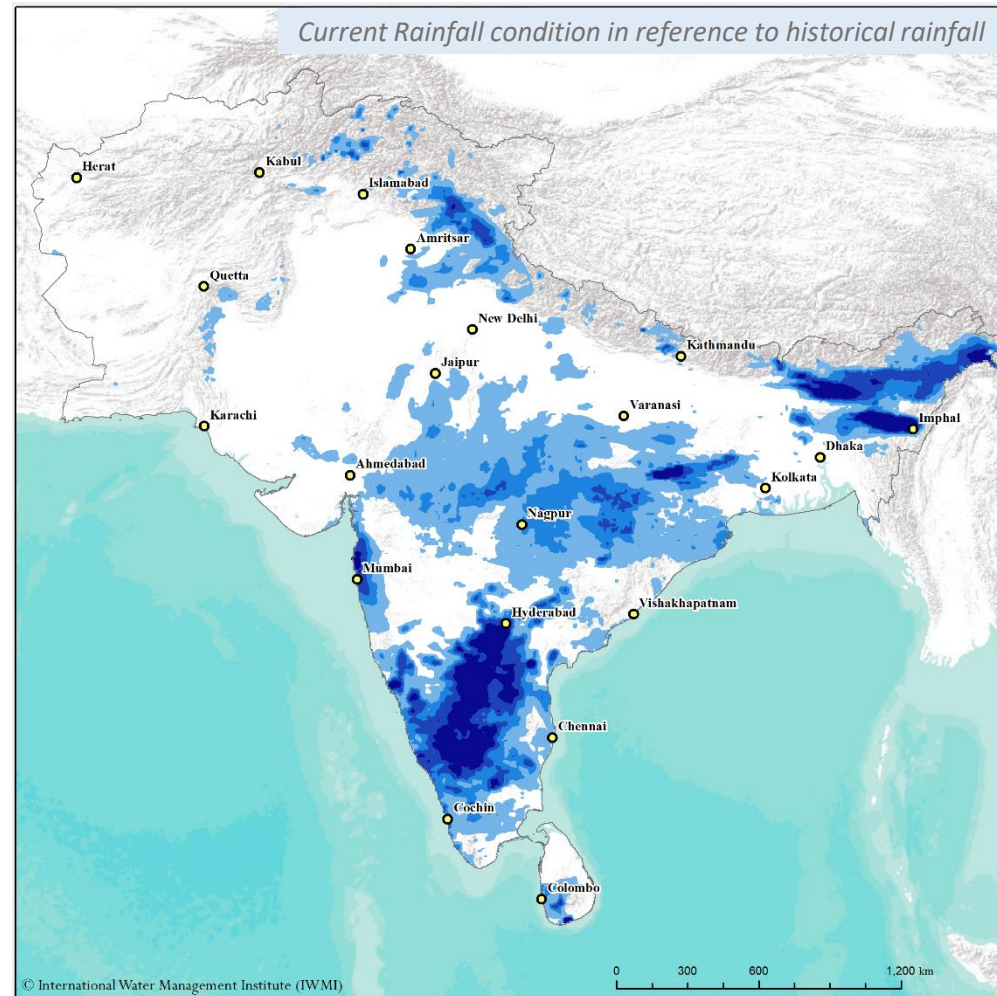 Current Rainfall condition in reference to historical rainfall
Herat
Kabul
Islamabad
Amritsar
Quetta
New Delhi
Kathmandu
Jaipur
Karachi
Varanasi
Imphal
Dhaka
Ahmedabad
Kolkata
Nagpur
Mumbai
Vishakhapatnam
Hyderabad
Chennai
Cochin
Colombo
0 300 600 1,200 km
© International Water Management Institute (IWMI)